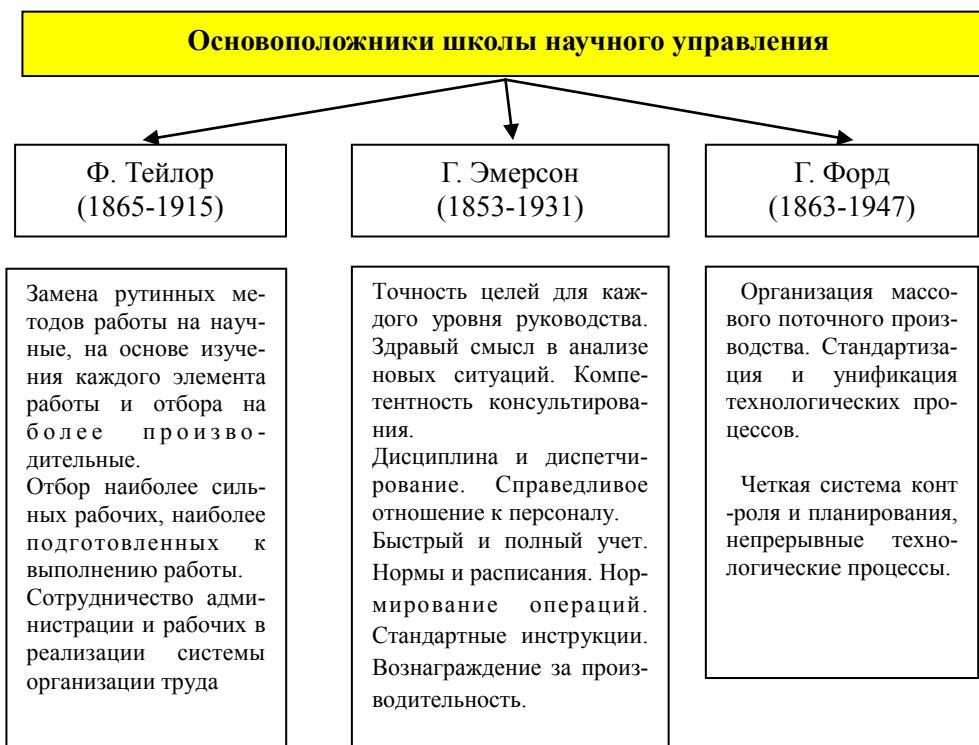 Основоположники школы научного управления
Ф. Тейлор
(1865-1915)
Г. Эмерсон
(1853-1931)
Г. Форд
(1863-1947)
Замена рутинных ме-
тодов работы на науч-
ные, на основе изуче-
ния каждого элемента
работы и отбора на
более произво-
дительные.
Отбор наиболее силь-
ных рабочих, наиболее
подготовленных к
выполнению работы.
Сотрудничество адми-
нистрации и рабочих в
реализации системы
организации труда
Точность целей для каж-
дого уровня руководства.
Здравый смысл в анализе
новых ситуаций. Компе-
тентность консультирова-
ния.
Дисциплина и диспетчи-
рование. Справедливое
отношение к персоналу.
Быстрый и полный учет.
Нормы и расписания. Нор-
мирование операций.
Стандартные инструкции.
Вознаграждение за произ-
водительность.
Организация массо-
вого поточного произ-
водства. Стандартиза-
ция и унификация
технологических про-
цессов.
Четкая система конт
-роля и планирования,
непрерывные техно-
логические процессы.